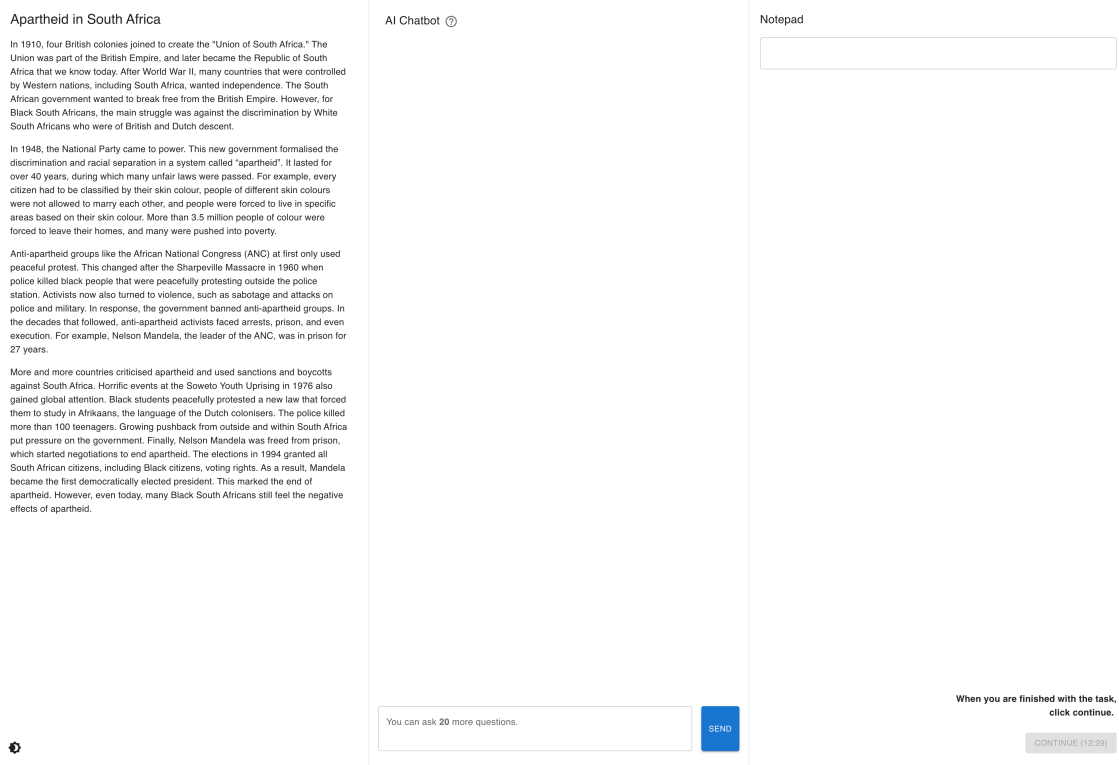 Apartheid in South Africa
In 1910, four British colonies joined to create the "Union of South Africa." The
Union was part of the British Empire, and later became the Republic of South
Africa that we know today. After World War II, many countries that were controlled
by Western nations, including South Africa, wanted independence. The South
African government wanted to break free from the British Empire. However, for
Black South Africans, the main struggle was against the discrimination by White
South Africans who were of British and Dutch descent.
In 1948, the National Party came to power. This new government formalised the
discrimination and racial separation in a system called “apartheid”. It lasted for
over 40 years, during which many unfair laws were passed. For example, every
citizen had to be classified by their skin colour, people of different skin colours
were not allowed to marry each other, and people were forced to live in specific
areas based on their skin colour. More than 3.5 million people of colour were
forced to leave their homes, and many were pushed into poverty.
Anti-apartheid groups like the African National Congress (ANC) at first only used
peaceful protest. This changed after the Sharpeville Massacre in 1960 when
police killed black people that were peacefully protesting outside the police
station. Activists now also turned to violence, such as sabotage and attacks on
police and military. In response, the government banned anti-apartheid groups. In
the decades that followed, anti-apartheid activists faced arrests, prison, and even
execution. For example, Nelson Mandela, the leader of the ANC, was in prison for
27 years.
More and more countries criticised apartheid and used sanctions and boycotts
against South Africa. Horrific events at the Soweto Youth Uprising in 1976 also
gained global attention. Black students peacefully protested a new law that forced
them to study in Afrikaans, the language of the Dutch colonisers. The police killed
more than 100 teenagers. Growing pushback from outside and within South Africa
put pressure on the government. Finally, Nelson Mandela was freed from prison,
which started negotiations to end apartheid. The elections in 1994 granted all
South African citizens, including Black citizens, voting rights. As a result, Mandela
became the first democratically elected president. This marked the end of
apartheid. However, even today, many Black South Africans still feel the negative
effects of apartheid.
AI Chatbot ?
You can ask 20 more questions.
SEND
Notepad
When you are finished with the task,
click continue.
CONTINUE (12:29)